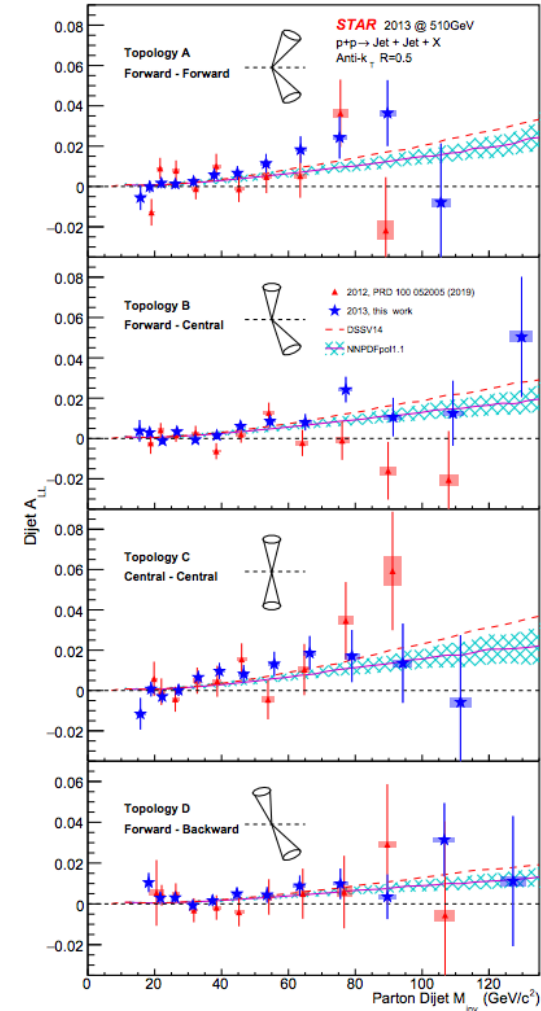 STAR 2013 @ 510GeV
p+p→ Jet + Jet + X
Anti-k_T R=0.5
Topology A
Forward - Forward
0.08
0.06
0.04
0.02
0
−0.02
Topology B
Forward - Central
2012, PRD 100 052005 (2019)
2013, this work
DSSV14
NNPDFpol1.1
0.08
0.06
0.04
0.02
0
−0.02
Dijet A_LL
Topology C
Central - Central
0.08
0.06
0.04
0.02
0
−0.02
Topology D
Forward - Backward
0.06
0.04
0.02
0
−0.02
0 20 40 60 80 100 120
Parton Dijet M_inv (GeV/c²)